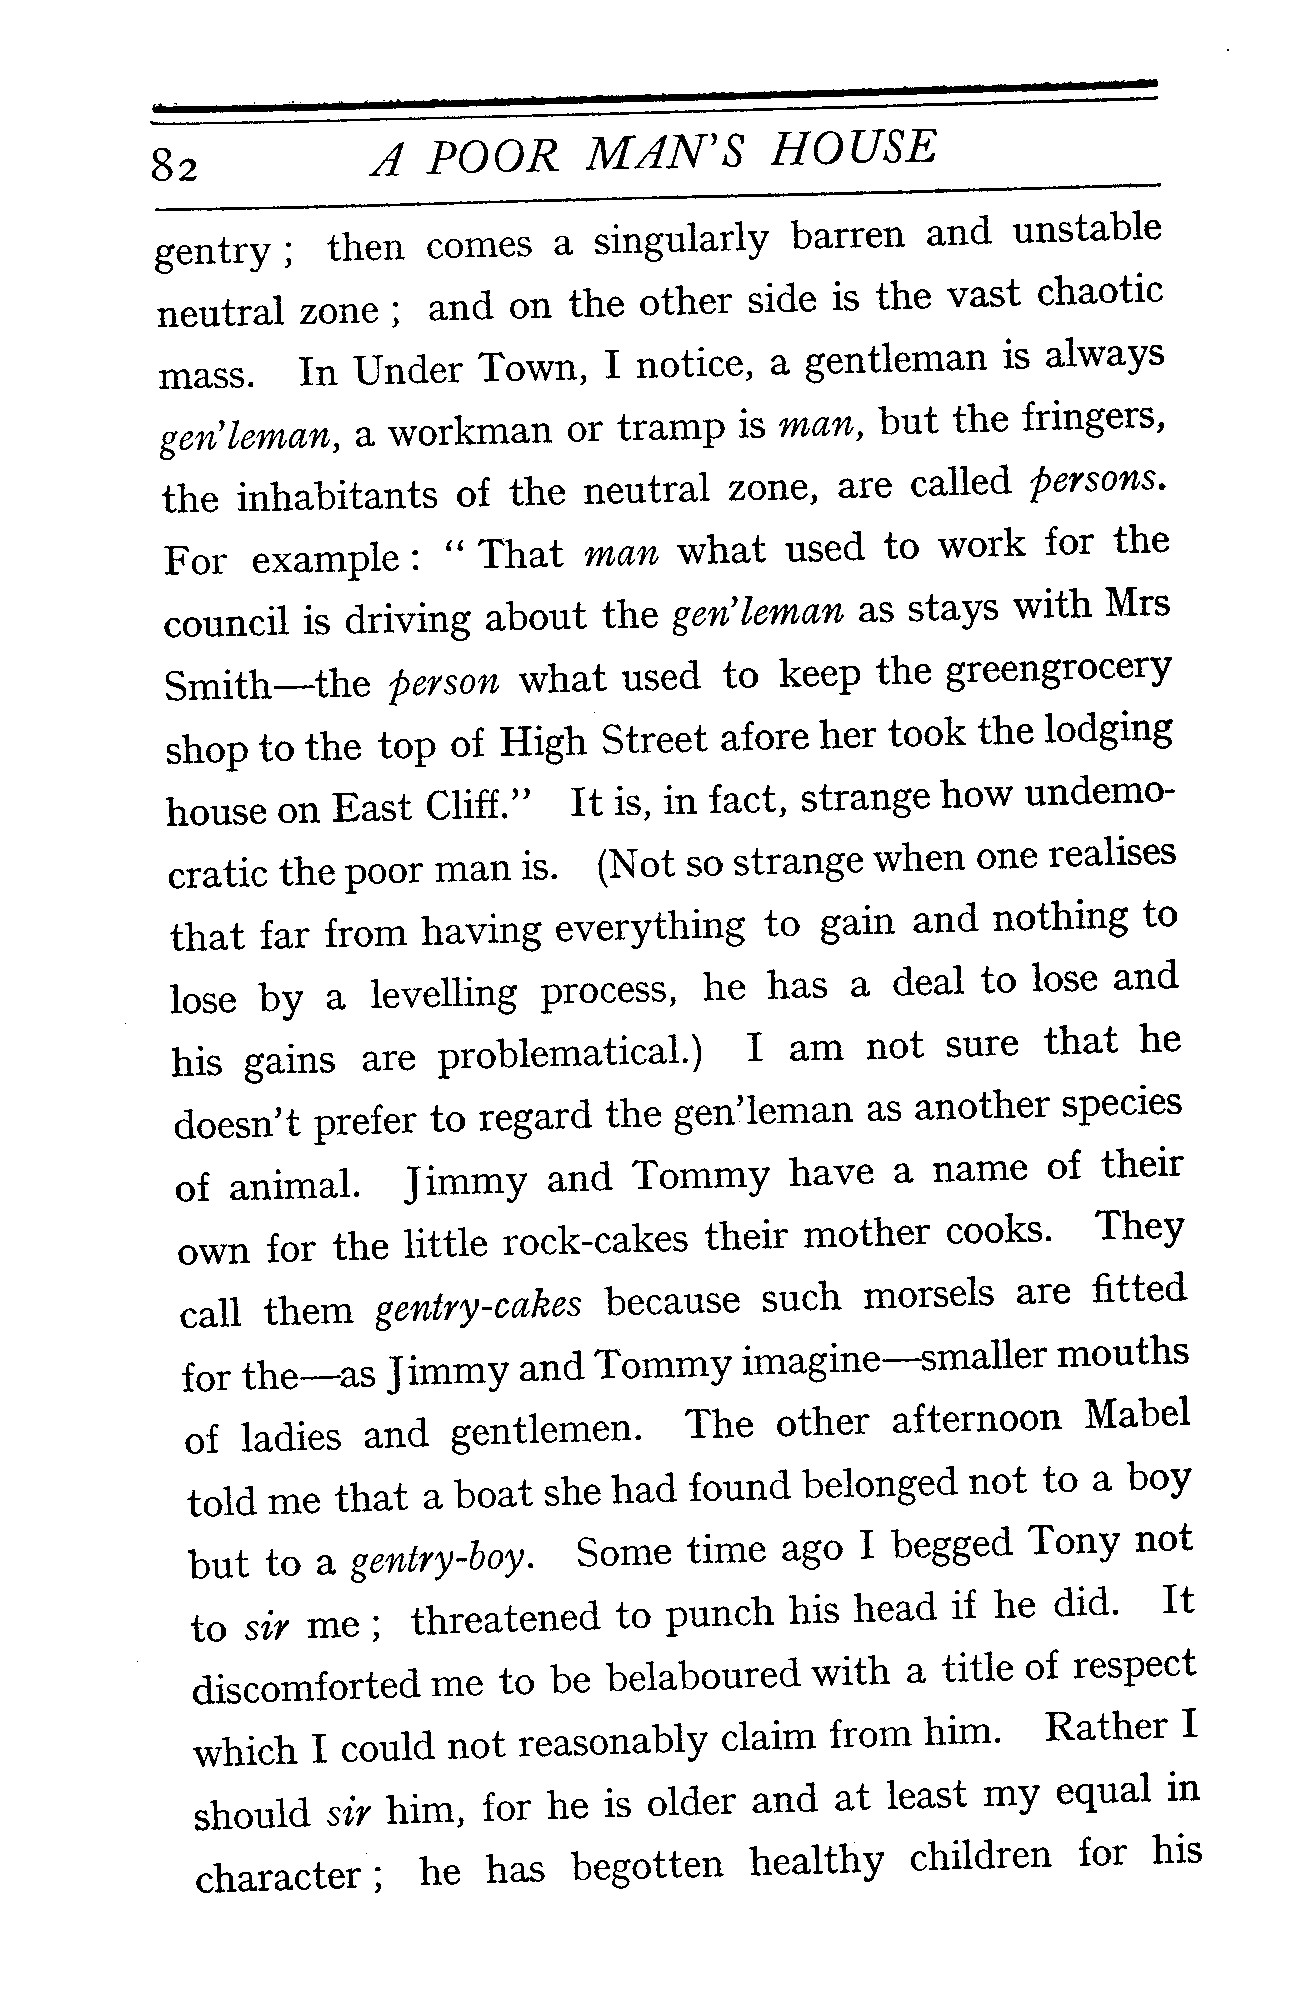 82 A POOR MAN'S HOUSE
gentry ; then comes a singularly barren and unstable
neutral zone ; and on the other side is the vast chaotic
mass. In Under Town, I notice, a gentleman is always
gen'leman, a workman or tramp is man, but the fringers,
the inhabitants of the neutral zone, are called persons.
For example : “ That man what used to work for the
council is driving about the gen'leman as stays with Mrs
Smith—the person what used to keep the greengrocery
shop to the top of High Street afore her took the lodging
house on East Cliff.” It is, in fact, strange how undemo-
cratic the poor man is. (Not so strange when one realises
that far from having everything to gain and nothing to
lose by a levelling process, he has a deal to lose and
his gains are problematical.) I am not sure that he
doesn't prefer to regard the gen'leman as another species
of animal. Jimmy and Tommy have a name of their
own for the little rock-cakes their mother cooks. They
call them gentry-cakes because such morsels are fitted
for the—as Jimmy and Tommy imagine—smaller mouths
of ladies and gentlemen. The other afternoon Mabel
told me that a boat she had found belonged not to a boy
but to a gentry-boy. Some time ago I begged Tony not
to sir me ; threatened to punch his head if he did. It
discomforted me to be belaboured with a title of respect
which I could not reasonably claim from him. Rather I
should sir him, for he is older and at least my equal in
character ; he has begotten healthy children for his